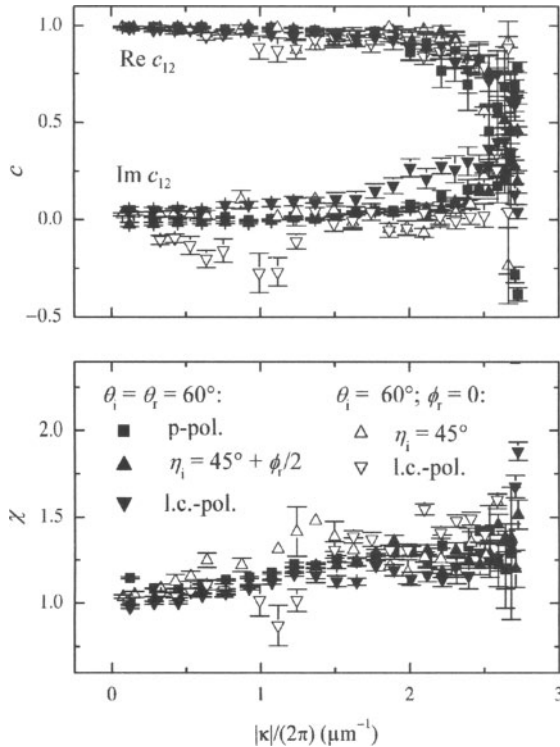 1.0
Re c₁₂
0.5
c
Im c₁₂
0.0
−0.5
θᵢ = θᵣ = 60°:
θᵢ = 60°; ϕᵣ = 0:
p-pol.
ηᵢ = 45°
ηᵢ = 45° + ϕᵣ/2
l.c.-pol.
l.c.-pol.
2.0
1.5
χ
1.0
0 1 2 3
|κ|/(2π) (μm⁻¹)